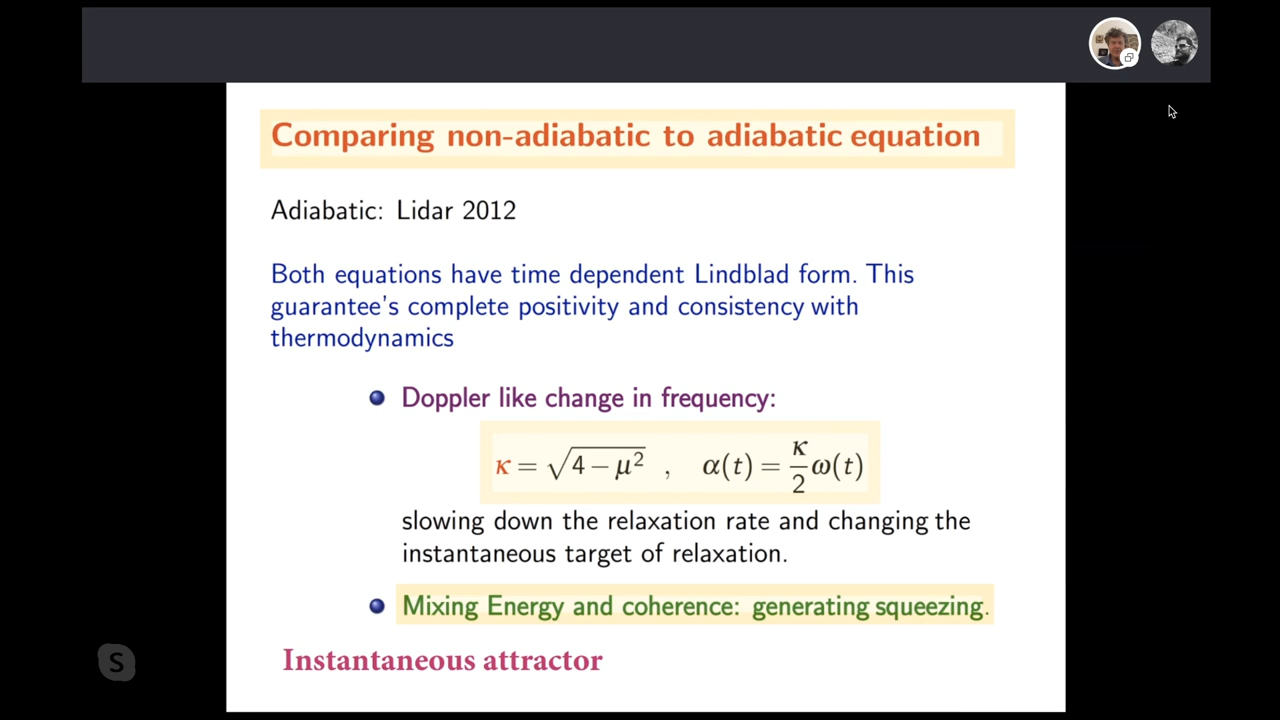 Comparing non-adiabatic to adiabatic equation
Adiabatic: Lidar 2012
Both equations have time dependent Lindblad form. This
guarantee's complete positivity and consistency with
thermodynamics
Doppler like change in frequency:
κ = √(4 − μ²) , α(t) = κ/2 ω(t)
slowing down the relaxation rate and changing the
instantaneous target of relaxation.
Mixing Energy and coherence: generating squeezing.
Instantaneous attractor
S